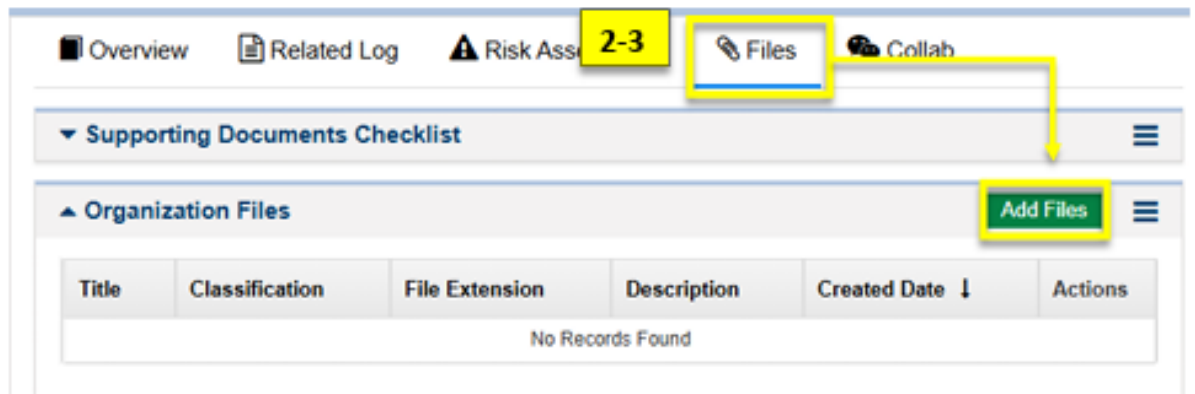 Overview Related Log Risk Asse 2-3 Files Collab
Supporting Documents Checklist
Organization Files Add Files
Title Classification File Extension Description Created Date Actions
No Records Found